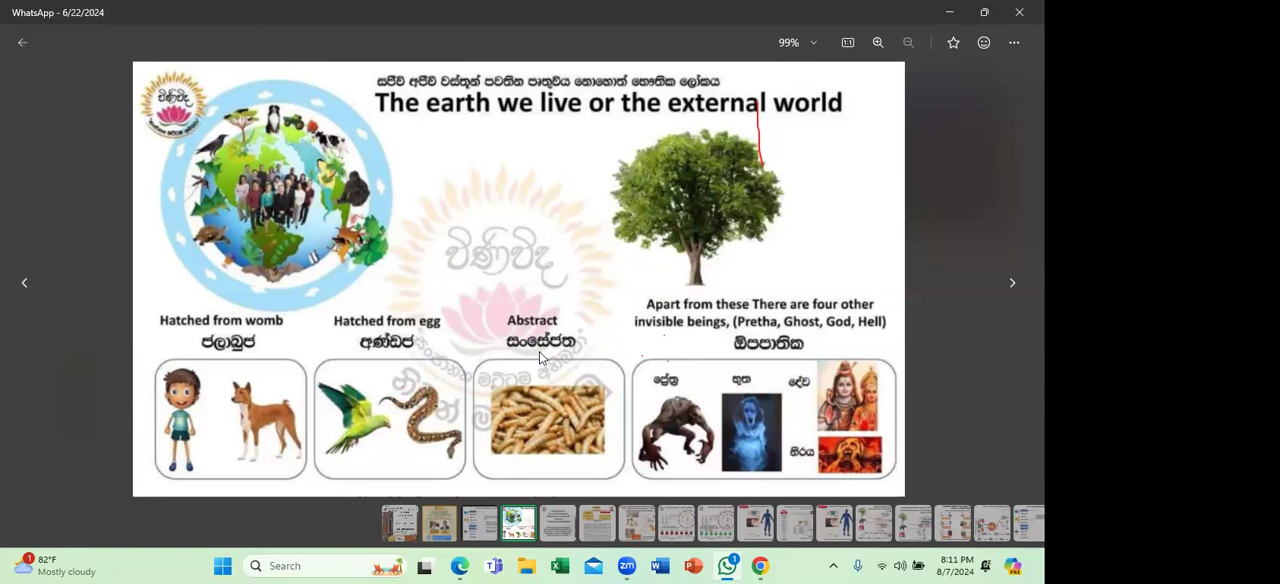 WhatsApp - 6/22/2024
99%
සජීවී අජීවී වස්තූන් පවතින පෘතුවිය නොහොත් භෞතික ලෝකය
The earth we live or the external world
විණිවිද
විණිවිද
Apart from these There are four other
invisible beings, (Pretha, Ghost, God, Hell)
Hatched from womb
Hatched from egg
Abstract
ජලාබුජ
අණ්ඩජ
සංසේජත
ඕපපාතික
ප්‍රේත
භූත
දේව
නිරය
82°F
Mostly cloudy
Search
8:11 PM
8/7/2024